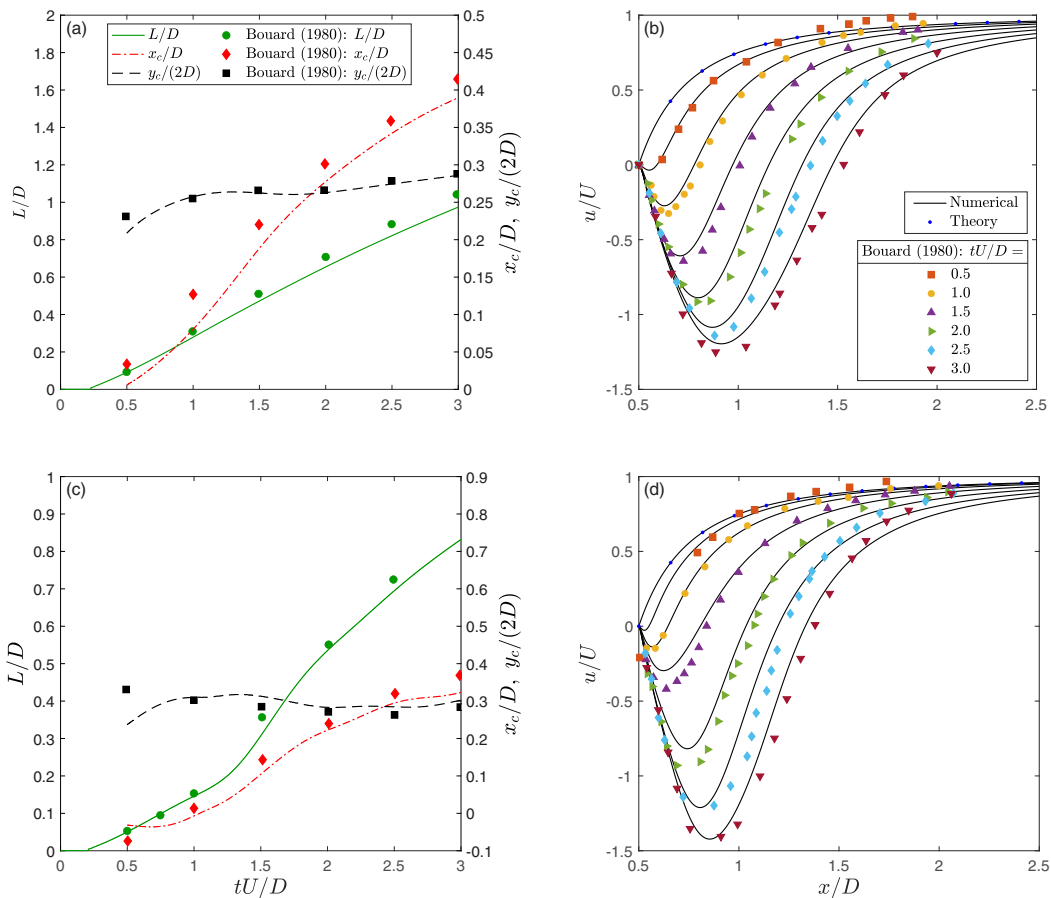 (a)
L/D
x_c/D
y_c/(2D)
Bouard (1980): L/D
Bouard (1980): x_c/D
Bouard (1980): y_c/(2D)
2
1.8
1.6
1.4
1.2
1
0.8
0.6
0.4
0.2
0
L/D
0.5
0.45
0.4
0.35
0.3
0.25
0.2
0.15
0.1
0.05
0
x_c/D, y_c/(2D)
0 0.5 1 1.5 2 2.5 3
(b)
1
0.5
0
-0.5
-1
-1.5
u/U
Numerical
Theory
Bouard (1980): tU/D =
0.5
1.0
1.5
2.0
2.5
3.0
0.5 1 1.5 2 2.5
(c)
1
0.9
0.8
0.7
0.6
0.5
0.4
0.3
0.2
0.1
0
L/D
0.9
0.7
0.5
0.3
0.1
0
-0.1
x_c/D, y_c/(2D)
0 0.5 1 1.5 2 2.5 3
tU/D
(d)
1
0.5
0
-0.5
-1
-1.5
u/U
0.5 1 1.5 2 2.5
x/D